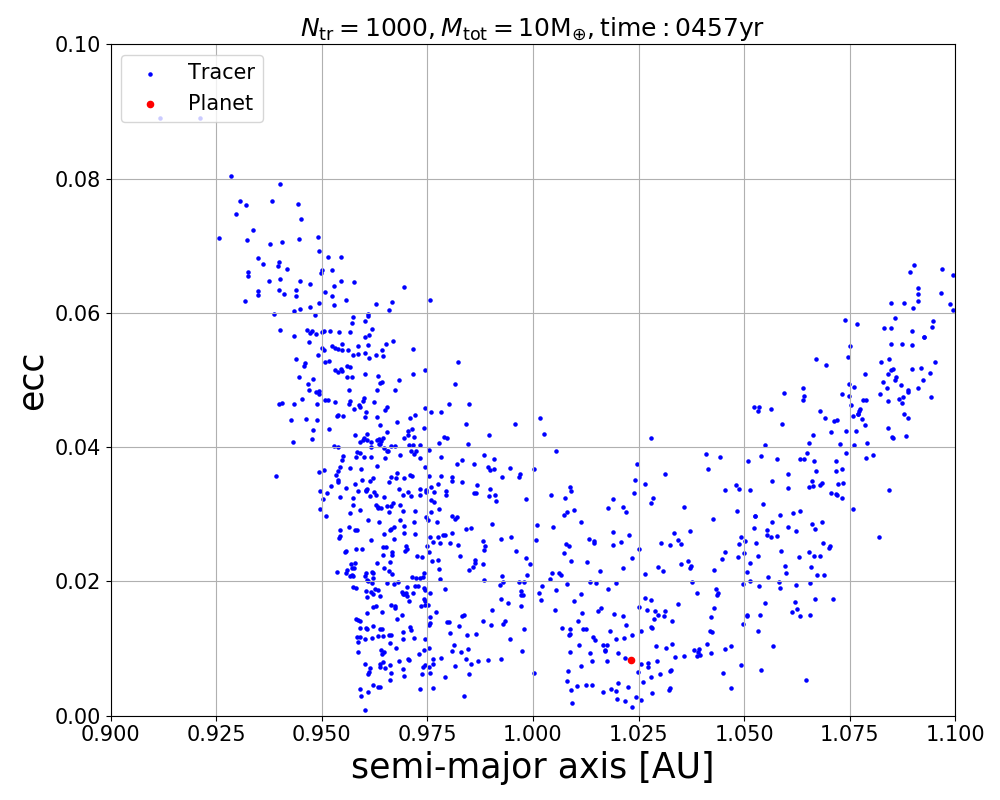 N_tr = 1000, M_tot = 10M_⊕, time : 0457yr
Tracer
Planet
0.10
0.08
0.06
0.04
0.02
0.00
ecc
0.900 0.925 0.950 0.975 1.000 1.025 1.050 1.075 1.100
semi-major axis [AU]